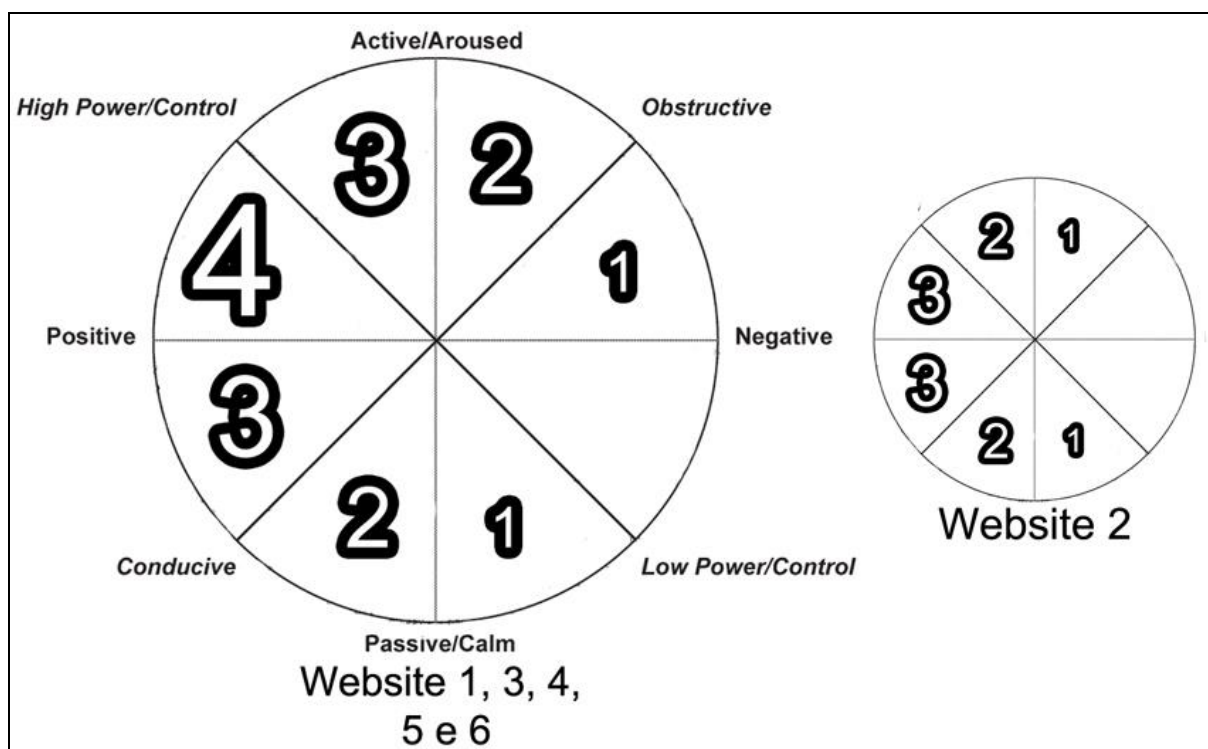 Active/Aroused
High Power/Control
Obstructive
3
2
4
1
Positive
Negative
3
2
1
Conducive
Low Power/Control
Passive/Calm
Website 1, 3, 4,
5 e 6
2
1
3
3
2
1
Website 2